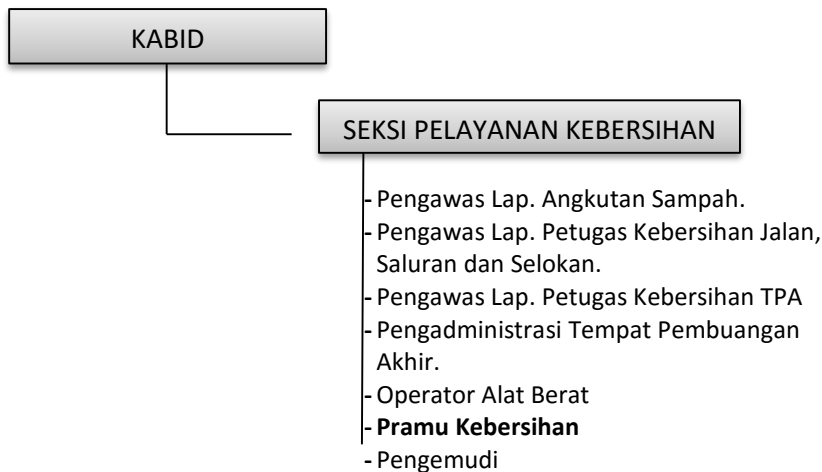 KABID
SEKSI PELAYANAN KEBERSIHAN
- Pengawas Lap. Angkutan Sampah.
- Pengawas Lap. Petugas Kebersihan Jalan,
Saluran dan Selokan.
- Pengawas Lap. Petugas Kebersihan TPA
- Pengadministrasi Tempat Pembuangan
Akhir.
- Operator Alat Berat
- Pramu Kebersihan
- Pengemudi